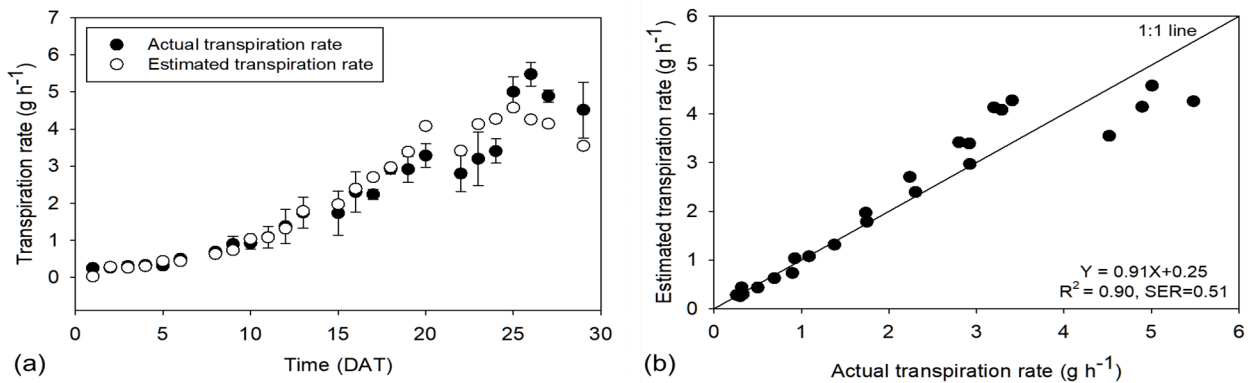 7
6
5
4
3
2
1
0
Transpiration rate (g h⁻¹)
Actual transpiration rate
Estimated transpiration rate
0 5 10 15 20 25 30
Time (DAT)
(a)
6
5
4
3
2
1
0
Estimated transpiration rate (g h⁻¹)
1:1 line
Y = 0.91X+0.25
R² = 0.90, SER=0.51
0 1 2 3 4 5 6
Actual transpiration rate (g h⁻¹)
(b)